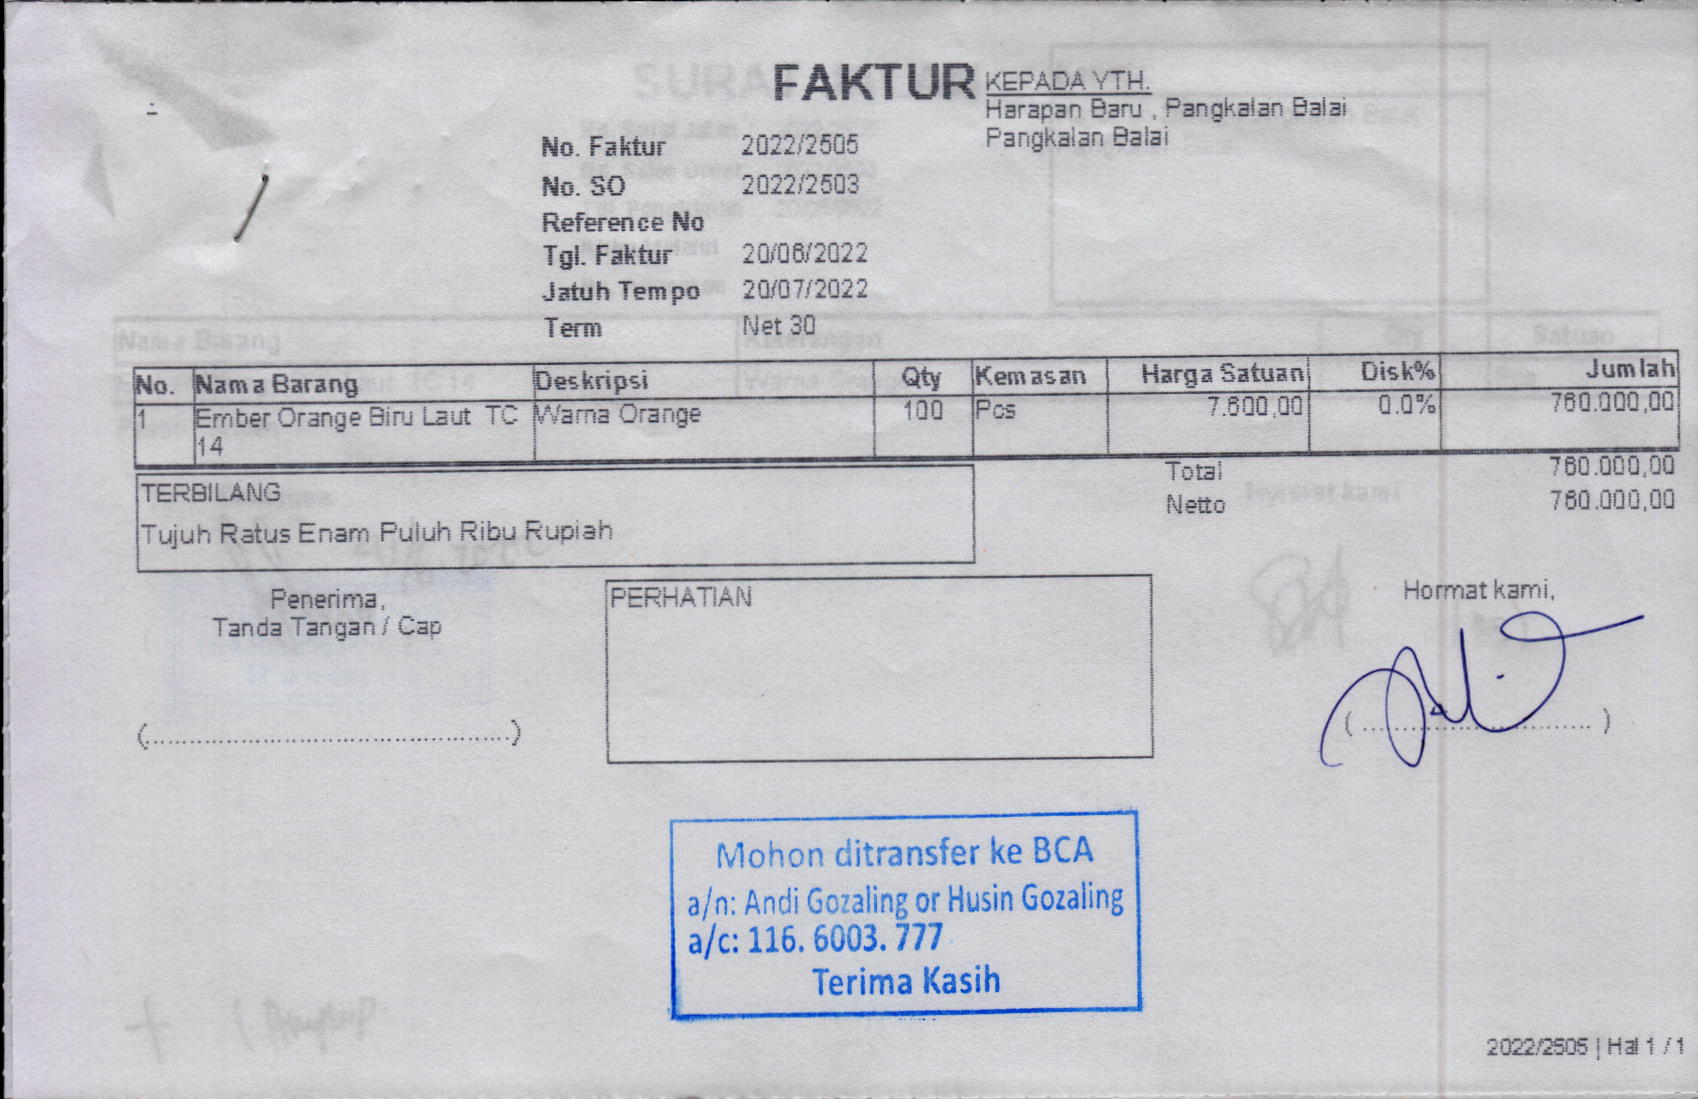 FAKTUR
KEPADA YTH.
Harapan Baru , Pangkalan Balai
Pangkalan Balai
No. Faktur 2022/2505
No. SO 2022/2503
Reference No
Tgl. Faktur 20/06/2022
Jatuh Tempo 20/07/2022
Term Net 30
No. Nama Barang Deskripsi Qty Kemasan Harga Satuan Disk% Jumlah
1 Ember Orange Biru Laut TC Warna Orange 100 Pcs 7.600,00 0.0% 760.000,00
14
Total 760.000,00
Netto 760.000,00
TERBILANG
Tujuh Ratus Enam Puluh Ribu Rupiah
Penerima,
Tanda Tangan / Cap
(..................................................)
PERHATIAN
Hormat kami,
( ................................ )
Mohon ditransfer ke BCA
a/n: Andi Gozaling or Husin Gozaling
a/c: 116. 6003. 777
Terima Kasih
2022/2505 | Hal 1 / 1